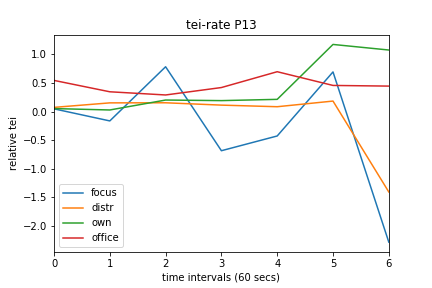 tei-rate P13
relative tei
1.0
0.5
0.0
−0.5
−1.0
−1.5
−2.0
focus
distr
own
office
0 1 2 3 4 5 6
time intervals (60 secs)